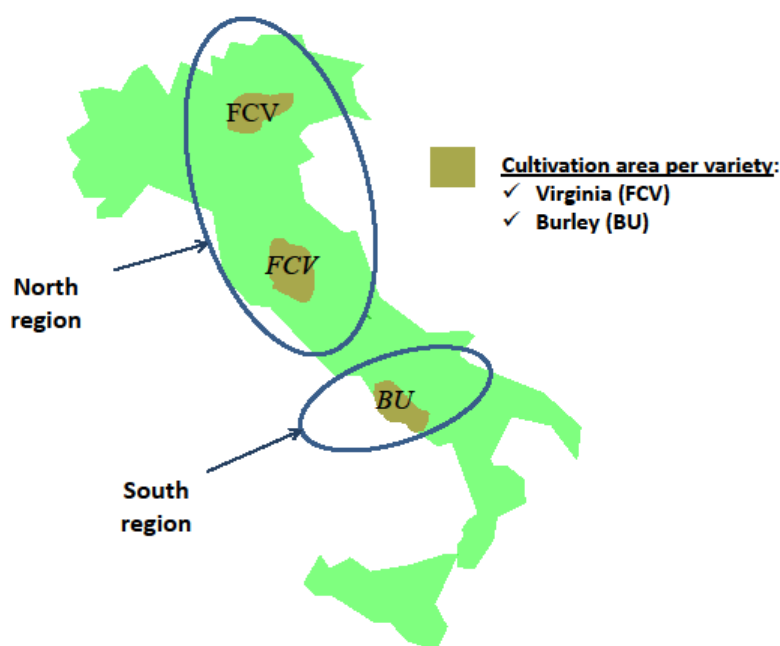 FCV
Cultivation area per variety:
✓ Virginia (FCV)
✓ Burley (BU)
FCV
North
region
BU
South
region